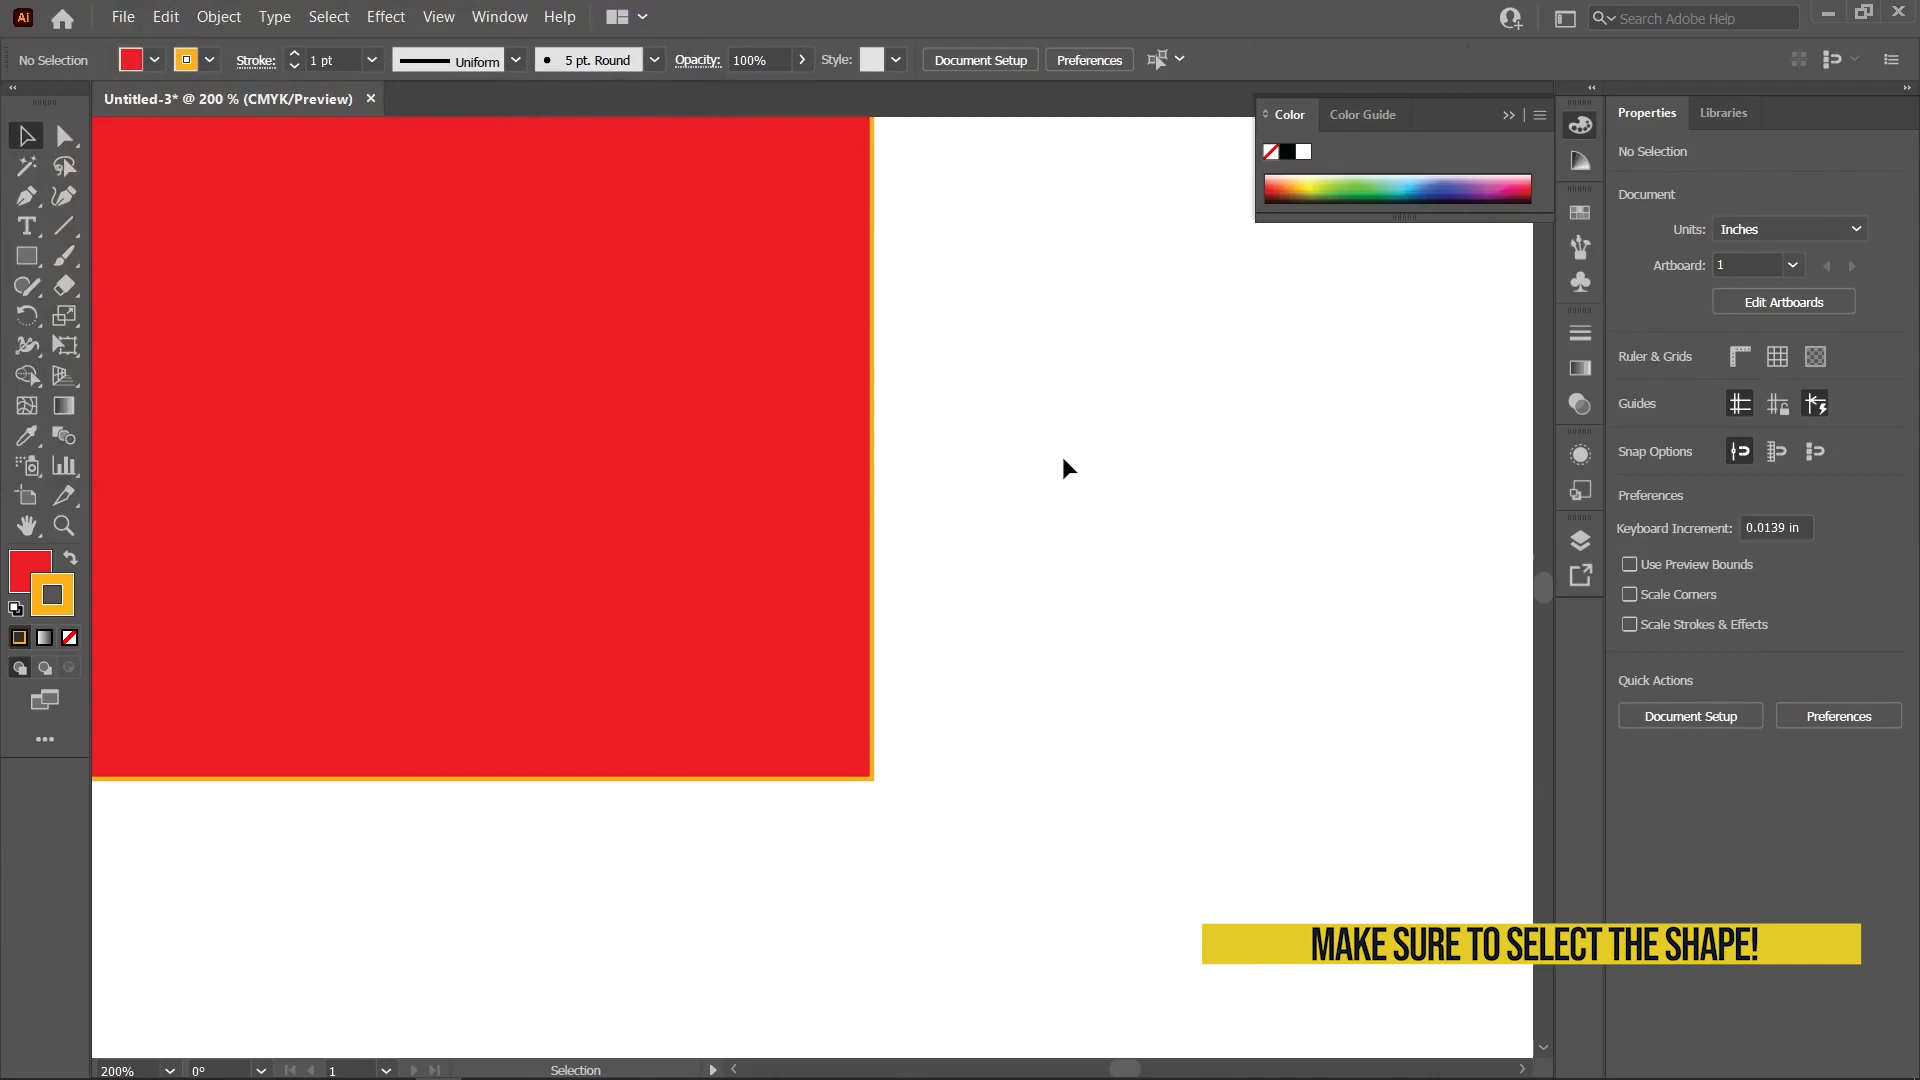 Ai File Edit Object Type Select Effect View Window Help Search Adobe Help
No Selection Stroke: 1 pt Uniform 5 pt. Round Opacity: 100% Style: Document Setup Preferences
Untitled-3* @ 200 % (CMYK/Preview)
Color Color Guide
Properties Libraries
No Selection
Document
Units: Inches
Artboard: 1
Edit Artboards
Ruler & Grids
Guides
Snap Options
Preferences
Keyboard Increment: 0.0139 in
Use Preview Bounds
Scale Corners
Scale Strokes & Effects
Quick Actions
Document Setup Preferences
MAKE SURE TO SELECT THE SHAPE!
200% 0° 1 Selection